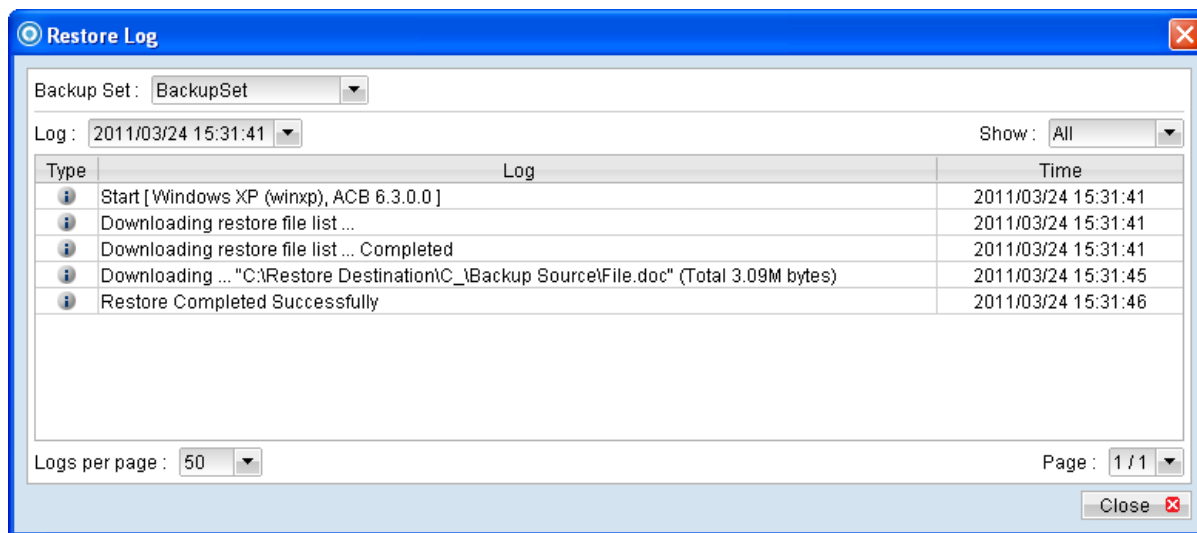 Restore Log
Backup Set : BackupSet
Log : 2011/03/24 15:31:41 Show : All
Type Log Time
Start [ Windows XP (winxp), ACB 6.3.0.0 ] 2011/03/24 15:31:41
Downloading restore file list ... 2011/03/24 15:31:41
Downloading restore file list ... Completed 2011/03/24 15:31:41
Downloading ... "C:\Restore Destination\C_\Backup Source\File.doc" (Total 3.09M bytes) 2011/03/24 15:31:45
Restore Completed Successfully 2011/03/24 15:31:46
Logs per page : 50 Page : 1 / 1
Close